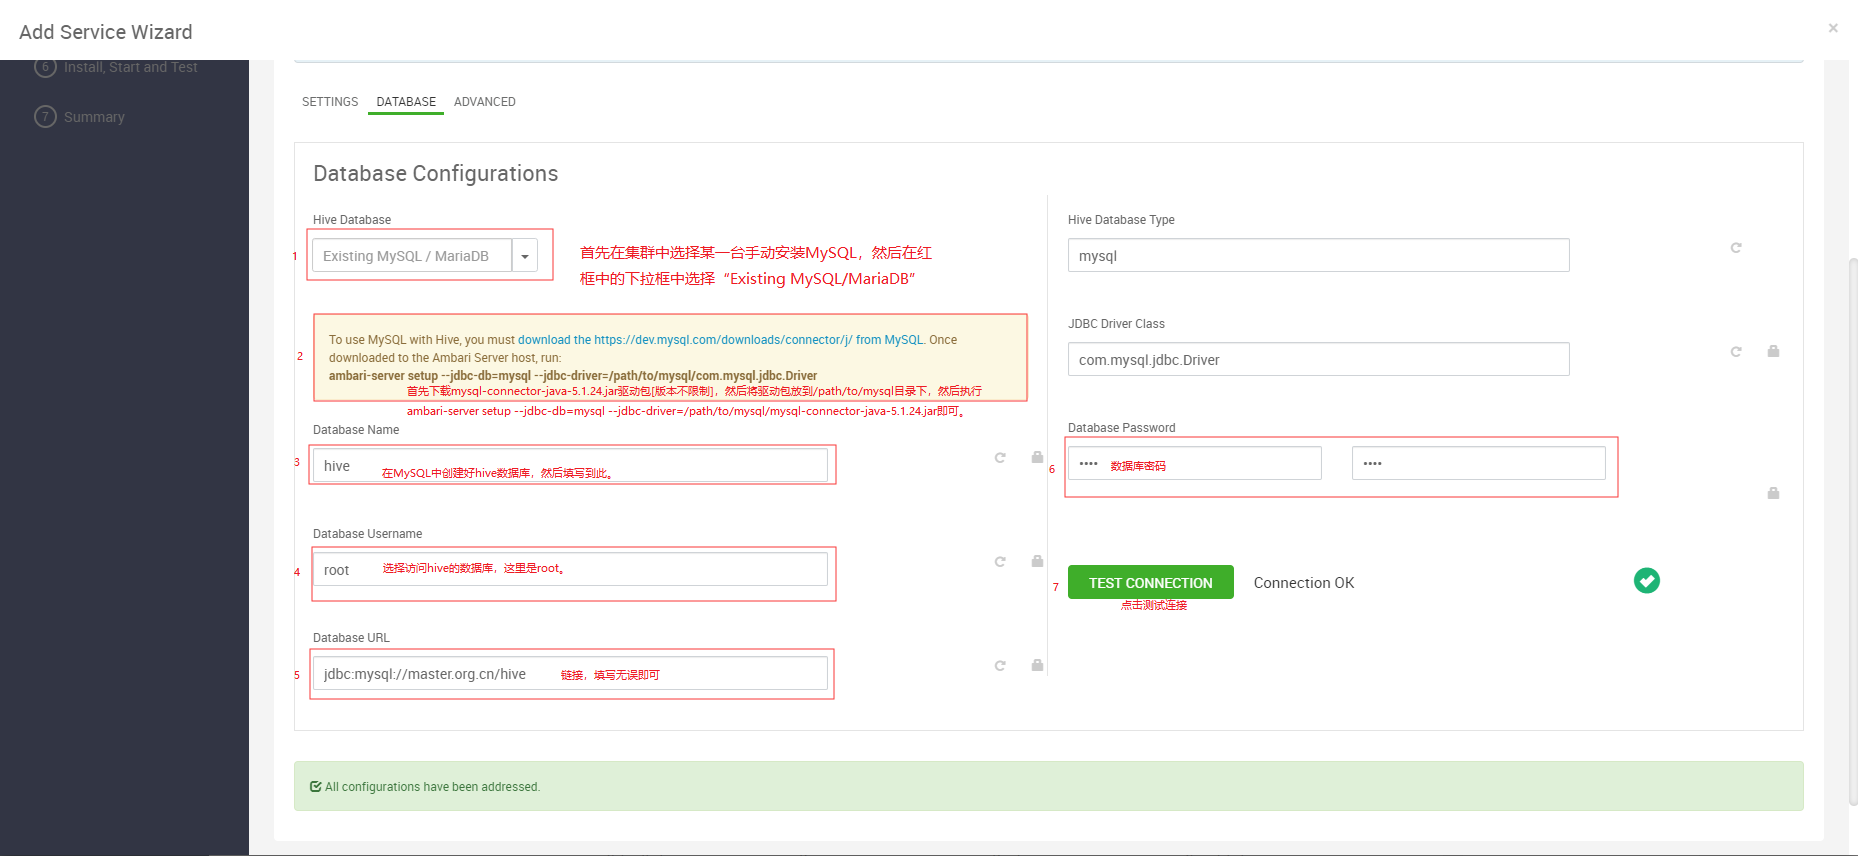 Add Service Wizard
×
6 Install, Start and Test
7 Summary
SETTINGS DATABASE ADVANCED
Database Configurations
Hive Database
1 Existing MySQL / MariaDB
首先在集群中选择某一台手动安装MySQL，然后在红
框中的下拉框中选择“Existing MySQL/MariaDB”
2
To use MySQL with Hive, you must download the https://dev.mysql.com/downloads/connector/j/ from MySQL. Once
downloaded to the Ambari Server host, run:
ambari-server setup --jdbc-db=mysql --jdbc-driver=/path/to/mysql/com.mysql.jdbc.Driver
首先下载mysql-connector-java-5.1.24.jar驱动包[版本不限制]，然后将驱动包放到/path/to/mysql目录下，然后执行
ambari-server setup --jdbc-db=mysql --jdbc-driver=/path/to/mysql/mysql-connector-java-5.1.24.jar即可。
Database Name
3 hive 在MySQL中创建好hive数据库，然后填写到此。
Database Username
4 root 选择访问hive的数据库，这里是root。
Database URL
5 jdbc:mysql://master.org.cn/hive 链接，填写无误即可
Hive Database Type
mysql
JDBC Driver Class
com.mysql.jdbc.Driver
Database Password
6 •••• 数据库密码 ••••
7 TEST CONNECTION Connection OK
点击测试连接
All configurations have been addressed.